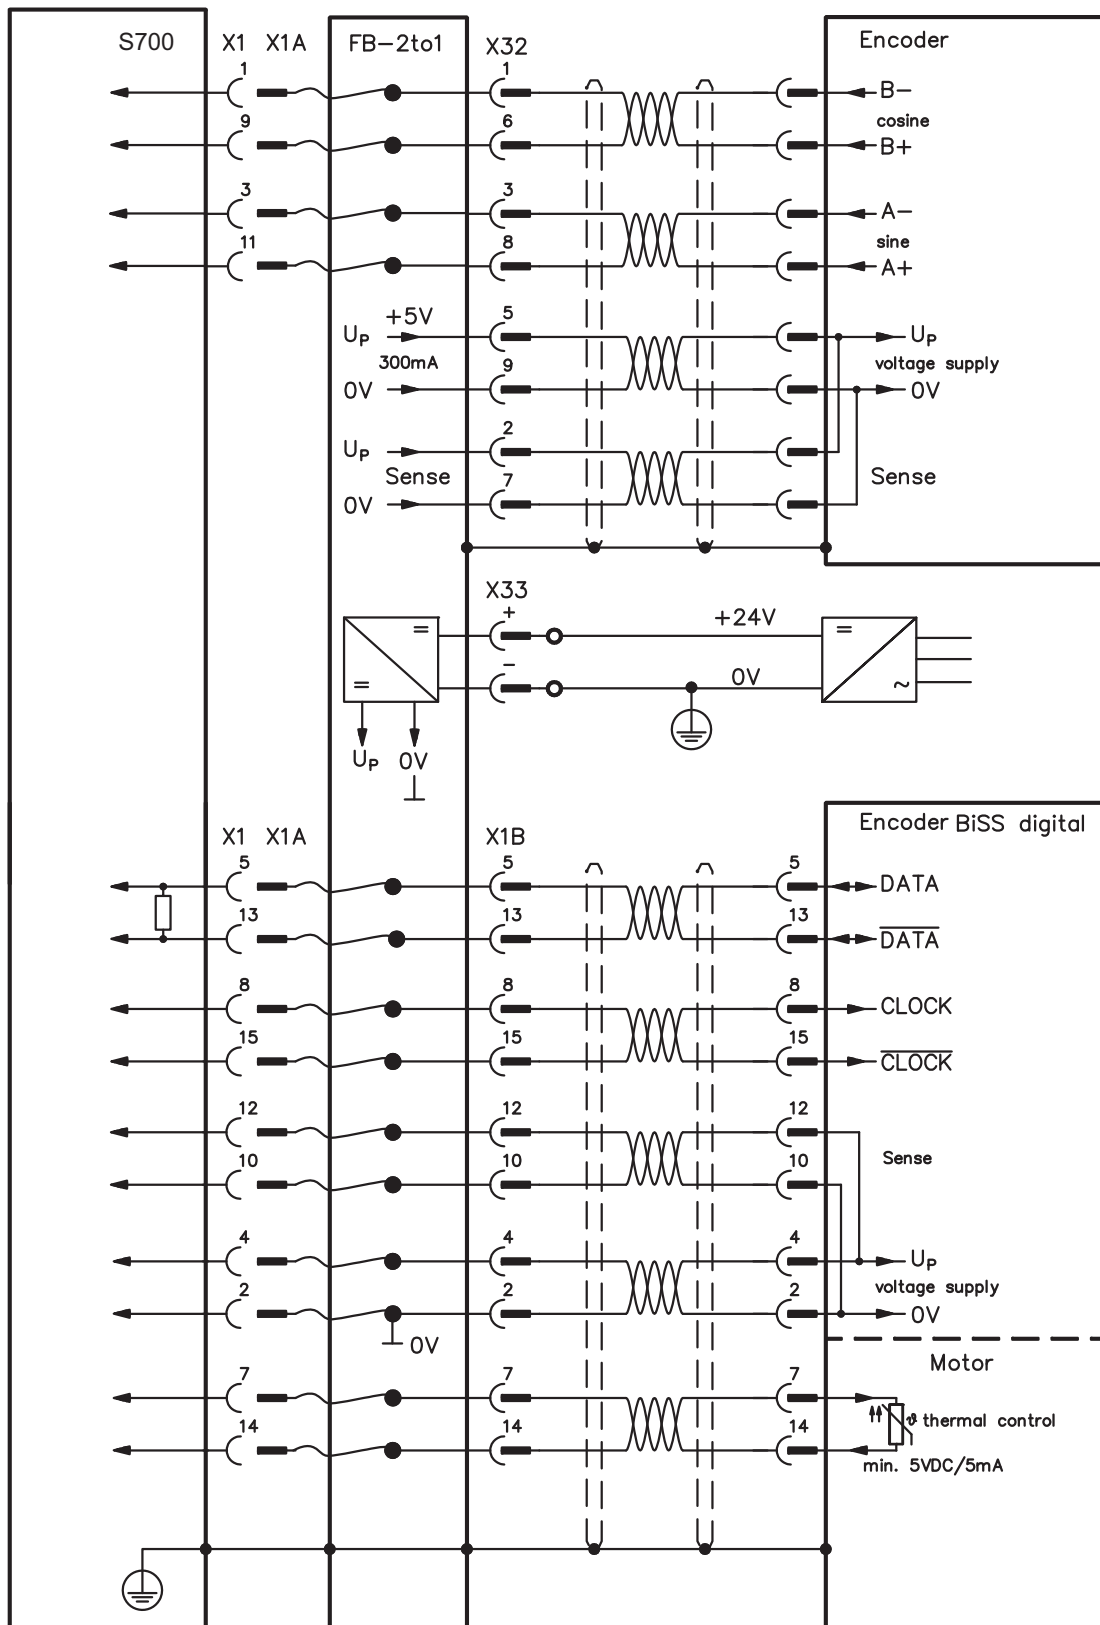 S700 X1 X1A FB-2to1 X32 Encoder
1 1 B-
cosine
9 6 B+
3 3 A-
sine
11 8 A+
+5V 5
UP UP
300mA voltage supply
9
0V 0V
2
UP
Sense Sense
7
0V
X33
+ +24V
=
=
- 0V
~
UP 0V
X1 X1A X1B Encoder BiSS digital
5 5 5 DATA
13 13 13 DATA
8 8 8 CLOCK
15 15 15 CLOCK
12 12 12
Sense
10 10 10
4 4 4 UP
voltage supply
2 2 2 0V
0V
Motor
7 7 7
ϑ thermal control
14 14 14
min. 5VDC/5mA